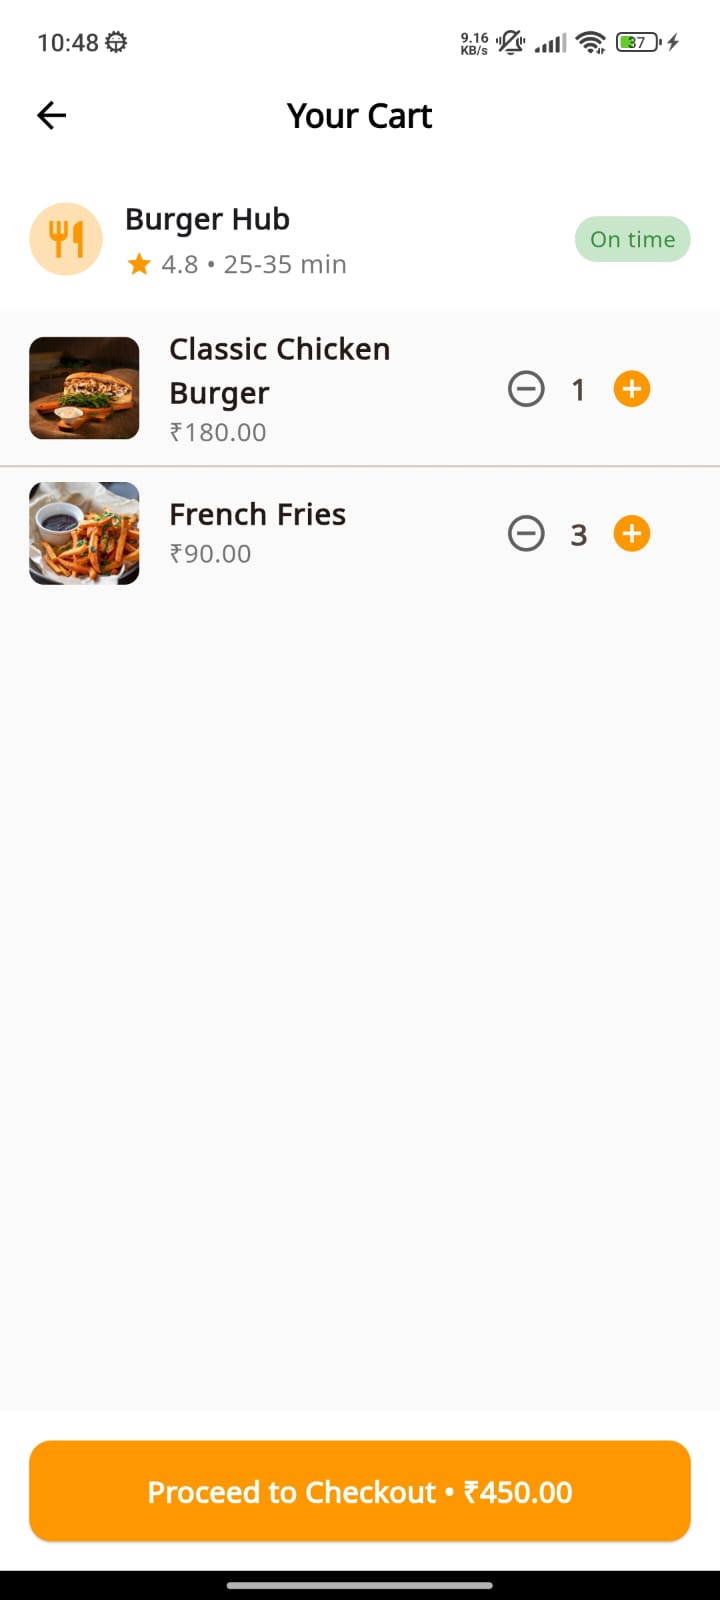 10:48
9.16
KB/s
37
Your Cart
Burger Hub
4.8 • 25-35 min
On time
Classic Chicken
Burger
₹180.00
1
French Fries
₹90.00
3
Proceed to Checkout • ₹450.00